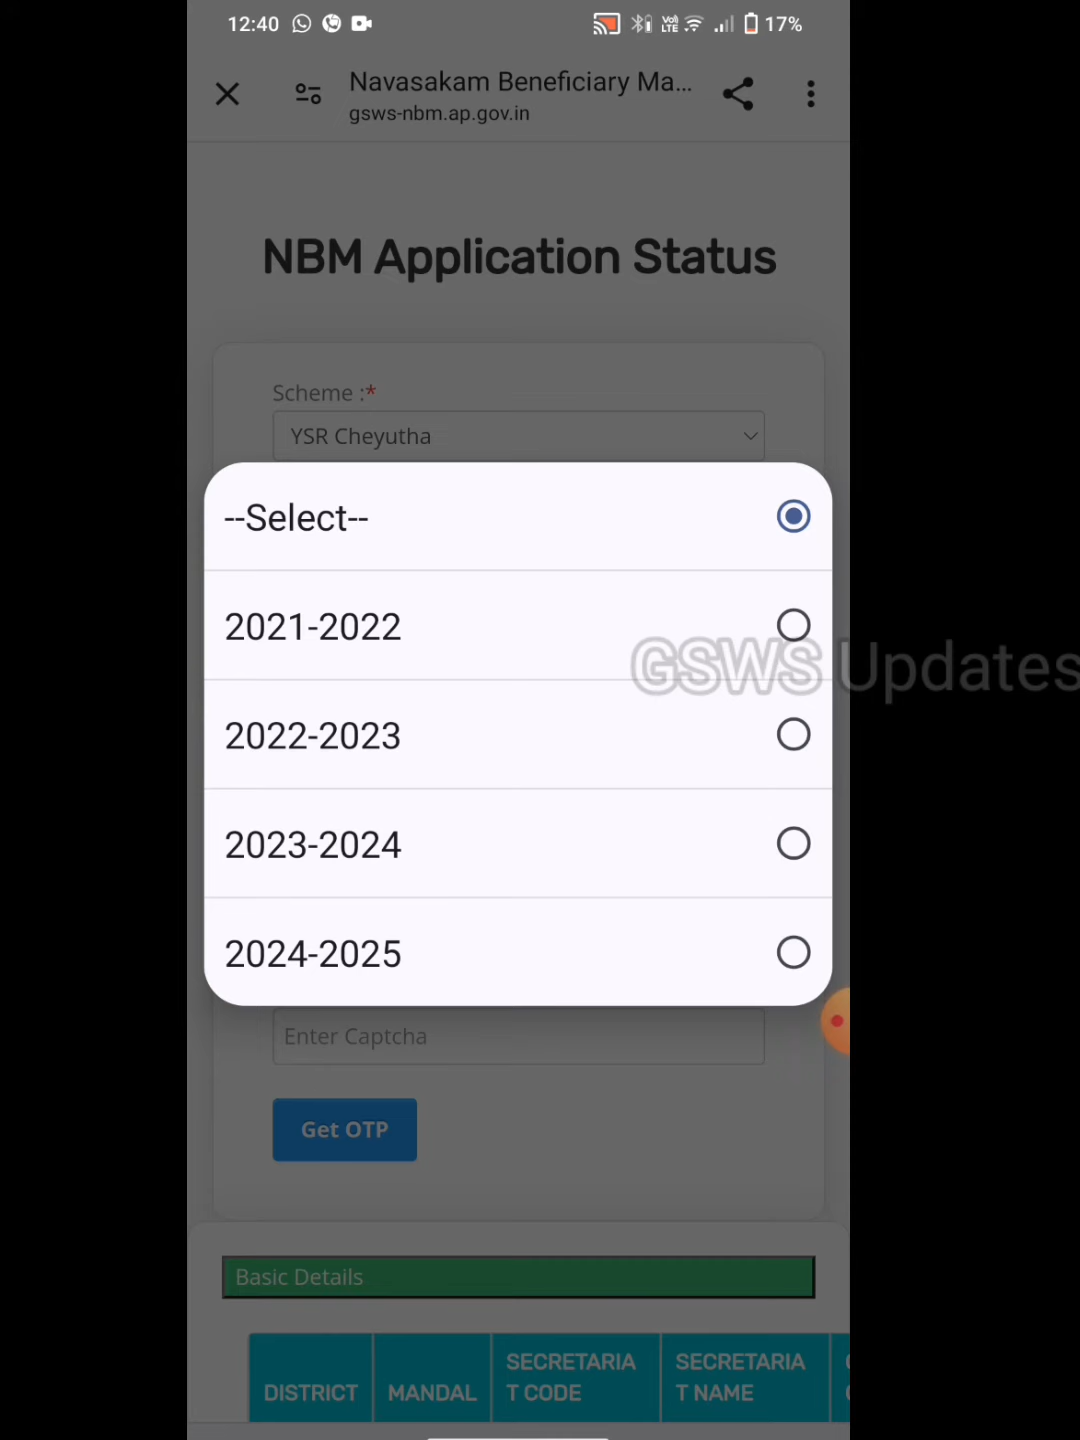 12:40
VoI) LTE
17%
Navasakam Beneficiary Ma...
gsws-nbm.ap.gov.in
NBM Application Status
Scheme :*
YSR Cheyutha
--Select--
2021-2022
2022-2023
GSWS Updates
2023-2024
2024-2025
Enter Captcha
Get OTP
Basic Details
DISTRICT
MANDAL
SECRETARIA
T CODE
SECRETARIA
T NAME